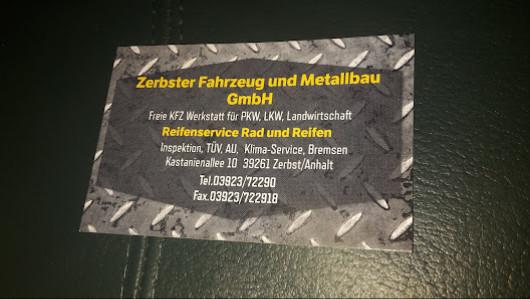 Zerbster Fahrzeug und Metallbau
GmbH
Freie KFZ Werkstatt für PKW, LKW, Landwirtschaft
Reifenservice Rad und Reifen
Inspektion, TÜV, AU, Klima-Service, Bremsen
Kastanienallee 10 39261 Zerbst/Anhalt
Tel.03923/72290
Fax.03923/722918